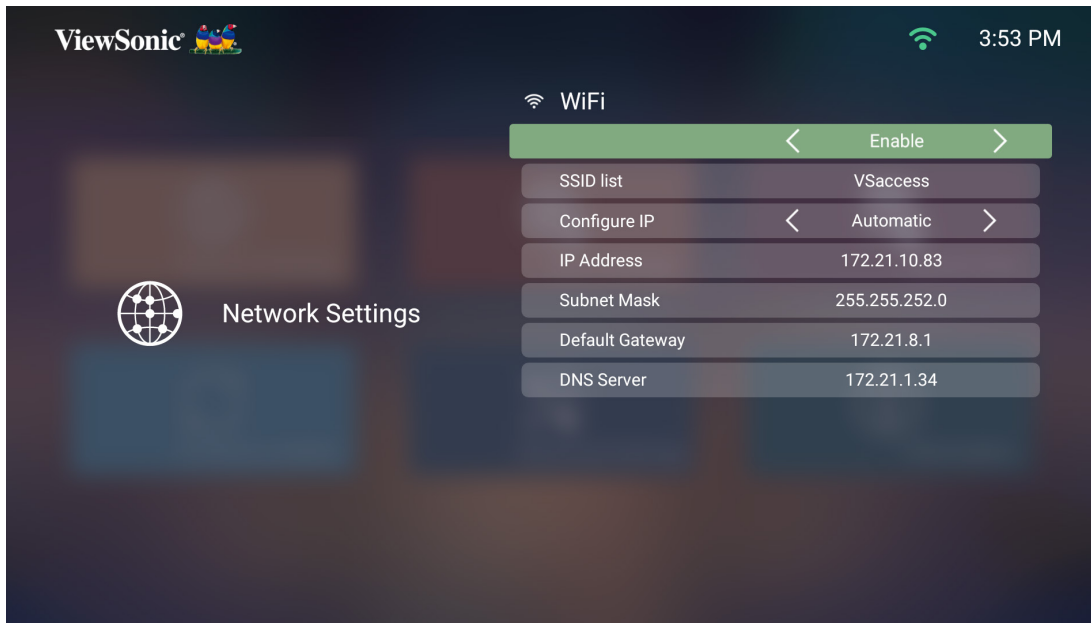 ViewSonic®
3:53 PM
WiFi
Enable
SSID list VSaccess
Configure IP Automatic
IP Address 172.21.10.83
Subnet Mask 255.255.252.0
Default Gateway 172.21.8.1
DNS Server 172.21.1.34
Network Settings